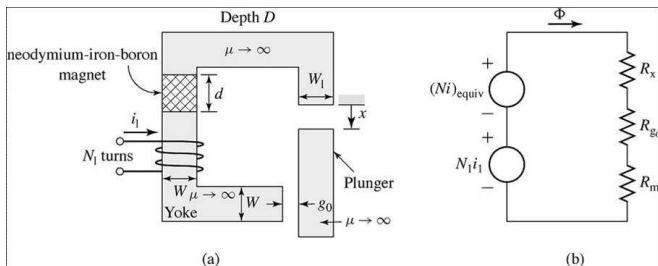 Depth D
μ → ∞
neodymium-iron-boron
magnet
d
W₁
x
i₁
N₁ turns
Plunger
W
μ → ∞
W
g₀
μ → ∞
Yoke
(a)
Φ
+
(Ni)equiv
−
+
N₁i₁
−
Rₓ
Rg₀
Rm
(b)